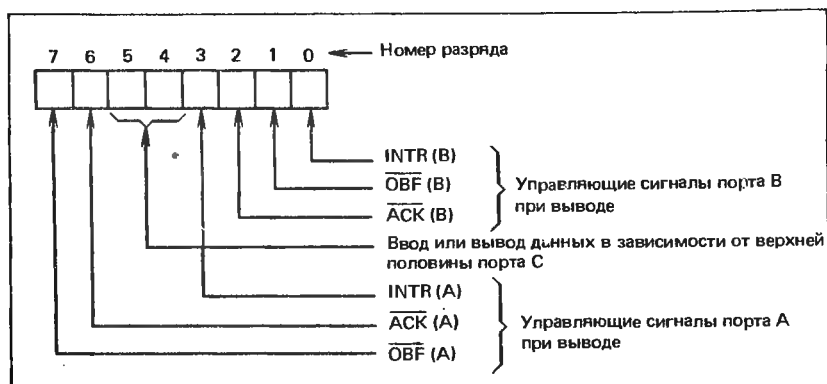 7 6 5 4 3 2 1 0 Номер разряда
INTR (B)
OBF (B)
ACK (B)
Управляющие сигналы порта B
при выводе
Ввод или вывод данных в зависимости от верхней
половины порта C
INTR (A)
ACK (A)
OBF (A)
Управляющие сигналы порта A
при выводе